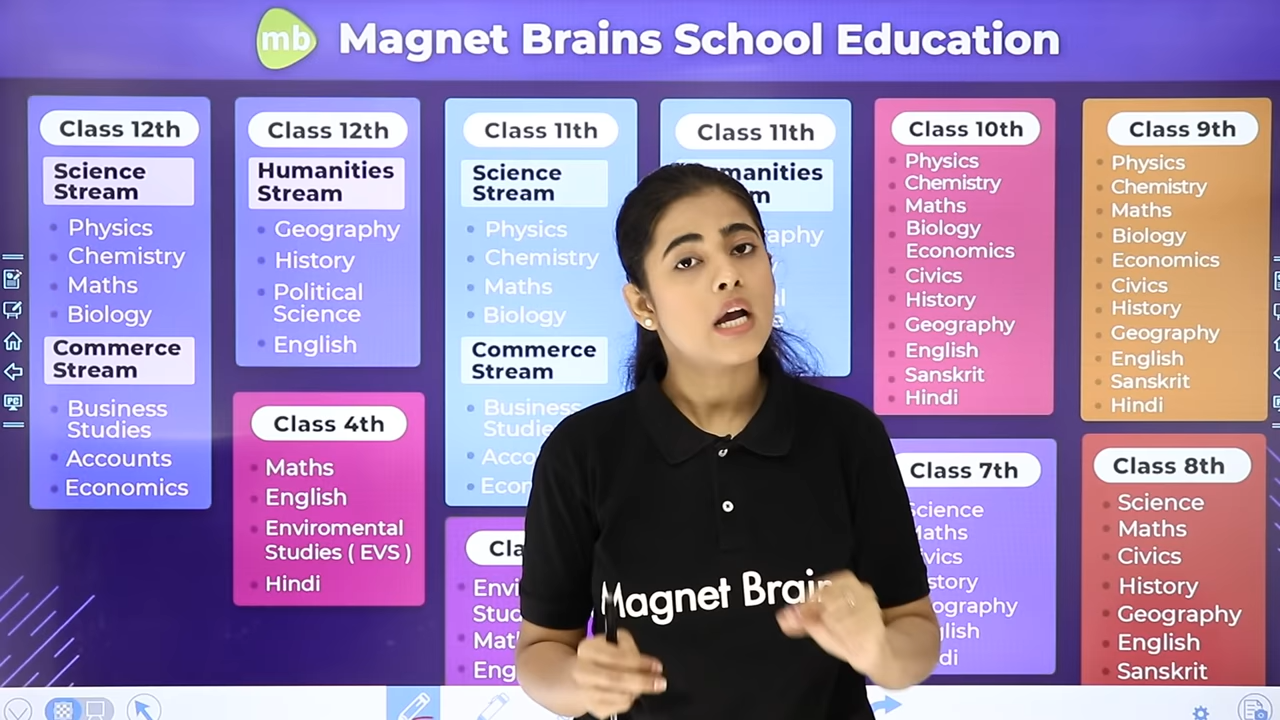 mb Magnet Brains School Education
Class 12th
Science
Stream
Physics
Chemistry
Maths
Biology
Commerce
Stream
Business
Studies
Accounts
Economics
Class 12th
Humanities
Stream
Geography
History
Political
Science
English
Class 4th
Maths
English
Enviromental
Studies ( EVS )
Hindi
Class 11th
Science
Stream
Physics
Chemistry
Maths
Biology
Commerce
Stream
Business
Class 11th
Class 10th
Physics
Chemistry
Maths
Biology
Economics
Civics
History
Geography
English
Sanskrit
Hindi
Class 7th
Science
Class 9th
Physics
Chemistry
Maths
Biology
Economics
Civics
History
Geography
English
Sanskrit
Hindi
Class 8th
Science
Maths
Civics
History
Geography
English
Sanskrit
Magnet Brain
PC